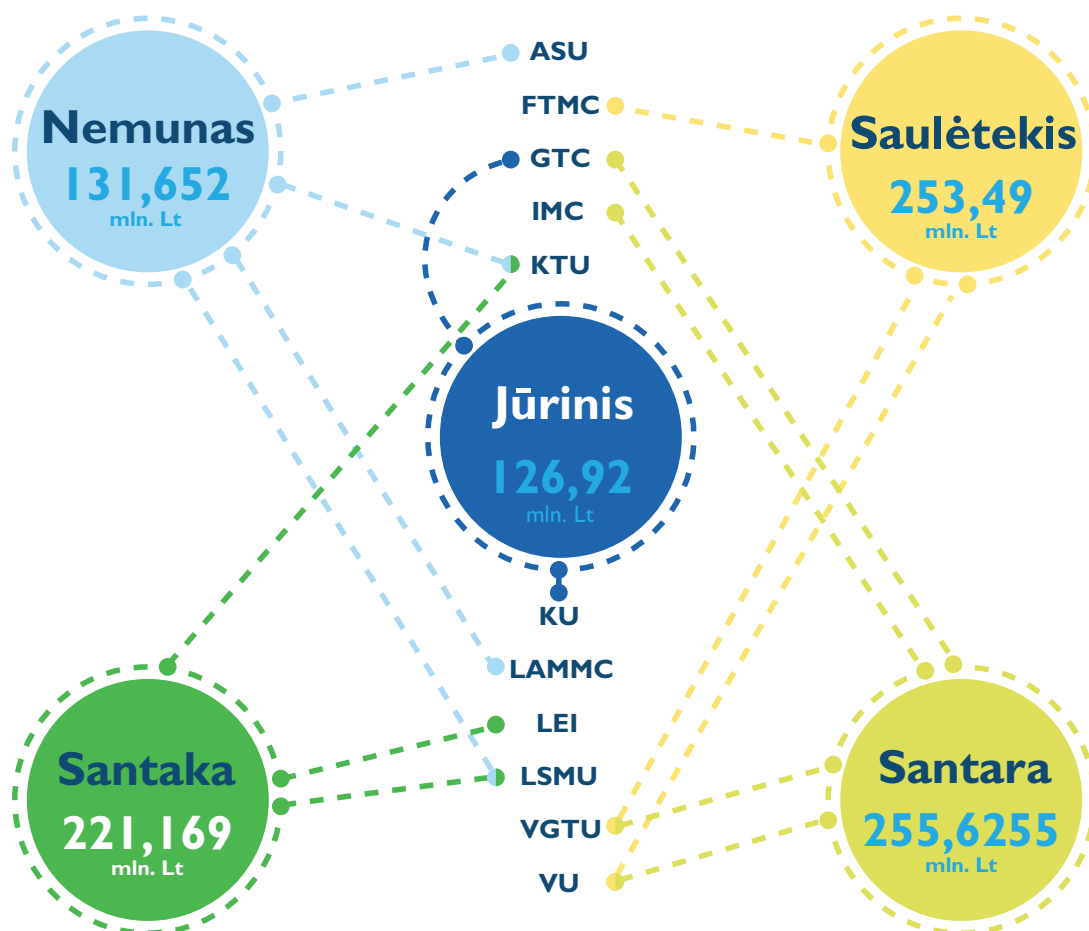 Nemunas
131,652
mln. Lt
ASU
FTMC
GTC
IMC
KTU
Saulėtekis
253,49
mln. Lt
Jūrinis
126,92
mln. Lt
KU
LAMMC
LEI
LSMU
VGTU
VU
Santaka
221,169
mln. Lt
Santara
255,6255
mln. Lt